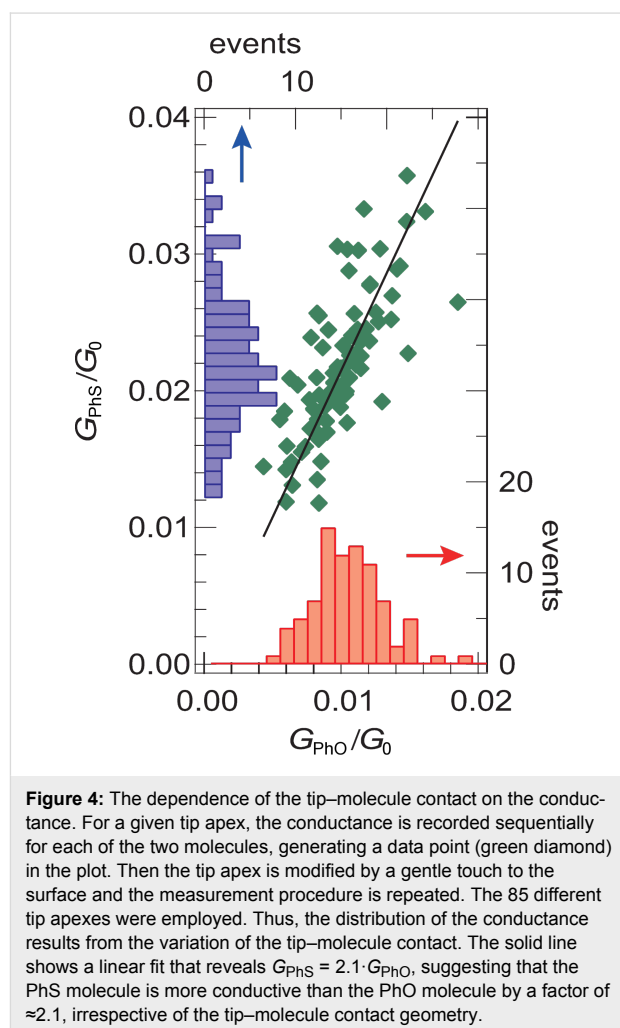 events
0 10
0.04
0.03
G_PhS/G_0
0.02
20
0.01
events
10
0.00
0
0.00 0.01 0.02
G_PhO/G_0
Figure 4: The dependence of the tip–molecule contact on the conduc-
tance. For a given tip apex, the conductance is recorded sequentially
for each of the two molecules, generating a data point (green diamond)
in the plot. Then the tip apex is modified by a gentle touch to the
surface and the measurement procedure is repeated. The 85 different
tip apexes were employed. Thus, the distribution of the conductance
results from the variation of the tip–molecule contact. The solid line
shows a linear fit that reveals G_PhS = 2.1·G_PhO, suggesting that the
PhS molecule is more conductive than the PhO molecule by a factor of
≈2.1, irrespective of the tip–molecule contact geometry.